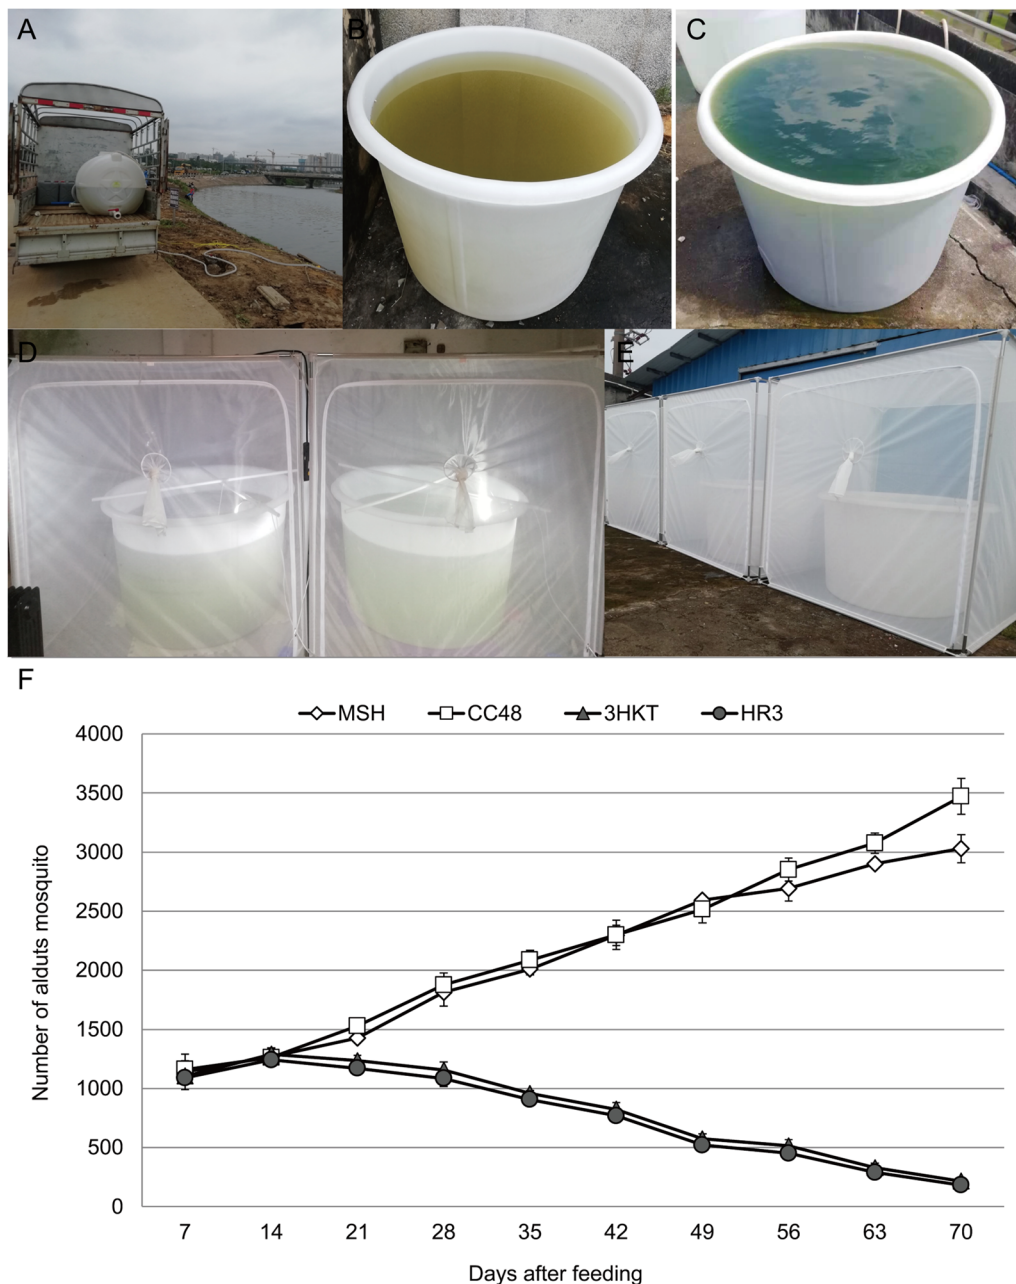 A
B
C
D
E
F
MSH CC48 3HKT HR3
4000
3500
3000
2500
2000
1500
1000
500
0
Number of alduts mosquito
7 14 21 28 35 42 49 56 63 70
Days after feeding